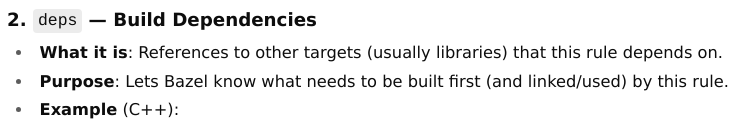 2. deps — Build Dependencies
• What it is: References to other targets (usually libraries) that this rule depends on.
• Purpose: Lets Bazel know what needs to be built first (and linked/used) by this rule.
• Example (C++):